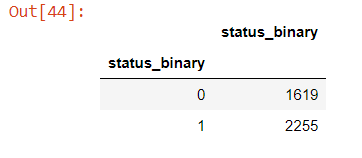 Out[44]:
status_binary
status_binary
0 1619
1 2255